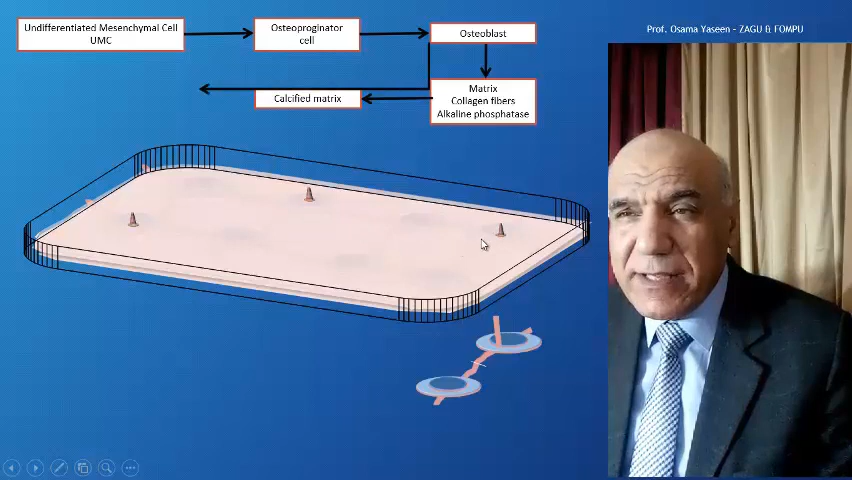 Undifferentiated Mesenchymal Cell
UMC
Osteoproginator
cell
Osteoblast
Prof. Osama Yaseen - ZAGU & FOMPU
Calcified matrix
Matrix
Collagen fibers
Alkaline phosphatase